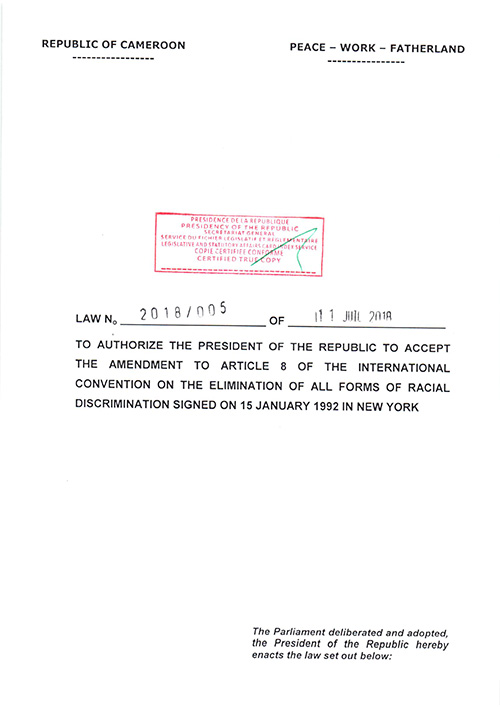 REPUBLIC OF CAMEROON
-----------------
PEACE – WORK – FATHERLAND
----------------
PRESIDENCE DE LA REPUBLIQUE
PRESIDENCY OF THE REPUBLIC
SECRETARIAT GENERAL
SERVICE DU FICHIER LEGISLATIF ET REGLEMENTAIRE
LEGISLATIVE AND STATUTORY AFFAIRS CARD INDEX SERVICE
COPIE CERTIFIEE CONFORME
CERTIFIED TRUE COPY
LAW No 2018/005 OF 11 JUIL 2018
TO AUTHORIZE THE PRESIDENT OF THE REPUBLIC TO ACCEPT
THE AMENDMENT TO ARTICLE 8 OF THE INTERNATIONAL
CONVENTION ON THE ELIMINATION OF ALL FORMS OF RACIAL
DISCRIMINATION SIGNED ON 15 JANUARY 1992 IN NEW YORK
The Parliament deliberated and adopted,
the President of the Republic hereby
enacts the law set out below: